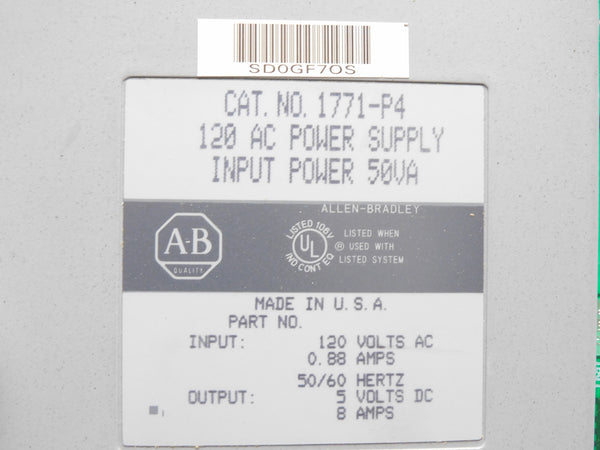 SD0GF7OS
CAT. NO. 1771-P4
120 AC POWER SUPPLY
INPUT POWER 50VA
ALLEN-BRADLEY
A-B
QUALITY
LISTED 106V
UL
IND CONT EQ
®
LISTED WHEN
USED WITH
LISTED SYSTEM
MADE IN U.S.A.
PART NO.
INPUT: 120 VOLTS AC
0.88 AMPS
50/60 HERTZ
OUTPUT: 5 VOLTS DC
8 AMPS